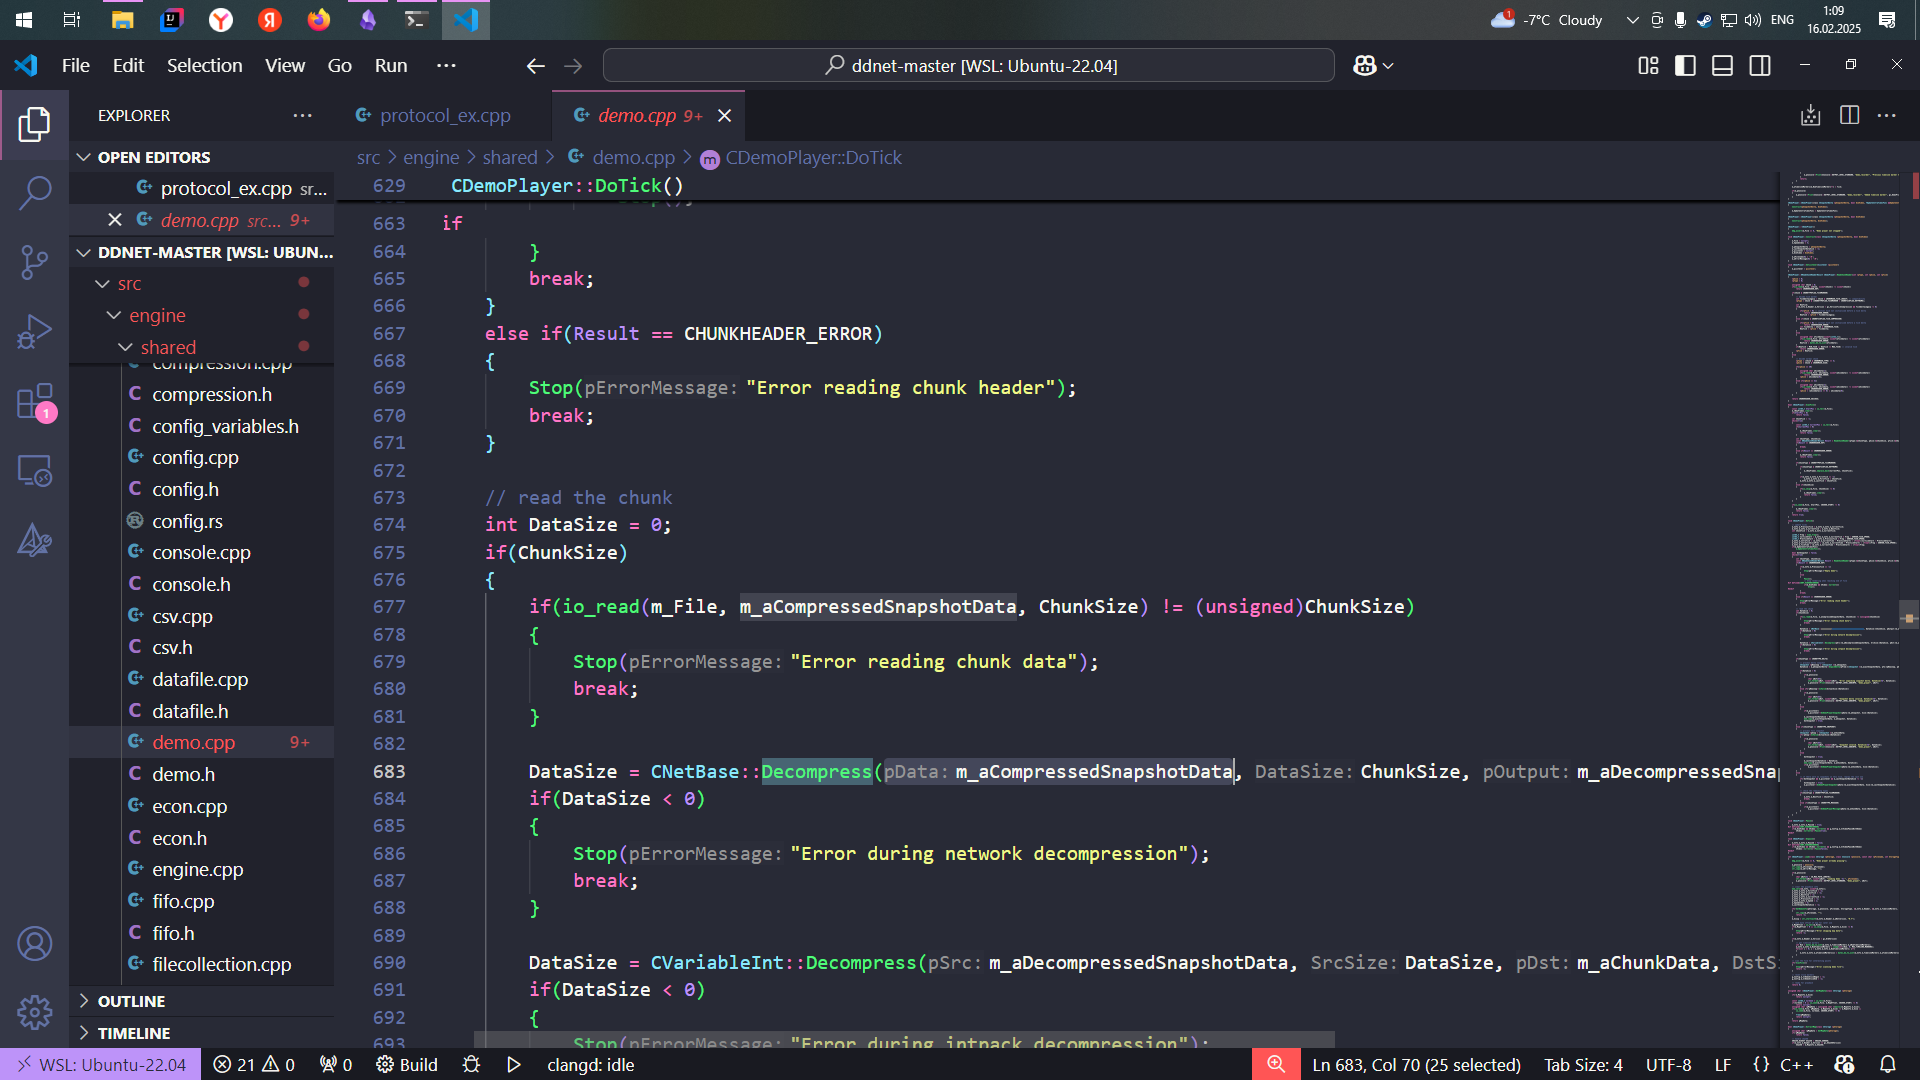 -7°C Cloudy
ENG
1:09
16.02.2025
File Edit Selection View Go Run ···
ddnet-master [WSL: Ubuntu-22.04]
EXPLORER
protocol_ex.cpp
demo.cpp 9+
OPEN EDITORS
protocol_ex.cpp sr...
demo.cpp src... 9+
DDNET-MASTER [WSL: UBUN...
src
engine
shared
compression.cpp
compression.h
config_variables.h
config.cpp
config.h
config.rs
console.cpp
console.h
csv.cpp
csv.h
datafile.cpp
datafile.h
demo.cpp 9+
demo.h
econ.cpp
econ.h
engine.cpp
fifo.cpp
fifo.h
filecollection.cpp
OUTLINE
TIMELINE
1
src > engine > shared > demo.cpp > CDemoPlayer::DoTick
629 CDemoPlayer::DoTick()
663 if
664 }
665 break;
666 }
667 else if(Result == CHUNKHEADER_ERROR)
668 {
669 Stop(pErrorMessage: "Error reading chunk header");
670 break;
671 }
672
673 // read the chunk
674 int DataSize = 0;
675 if(ChunkSize)
676 {
677 if(io_read(m_File, m_aCompressedSnapshotData, ChunkSize) != (unsigned)ChunkSize)
678 {
679 Stop(pErrorMessage: "Error reading chunk data");
680 break;
681 }
682
683 DataSize = CNetBase::Decompress(pData: m_aCompressedSnapshotData, DataSize: ChunkSize, pOutput: m_aDecompressedSna
684 if(DataSize < 0)
685 {
686 Stop(pErrorMessage: "Error during network decompression");
687 break;
688 }
689
690 DataSize = CVariableInt::Decompress(pSrc: m_aDecompressedSnapshotData, SrcSize: DataSize, pDst: m_aChunkData, DstS
691 if(DataSize < 0)
692 {
693 Stop(pErrorMessage: "Error during intpack decompression");
WSL: Ubuntu-22.04 21 0 0 Build clangd: idle
Ln 683, Col 70 (25 selected) Tab Size: 4 UTF-8 LF {} C++